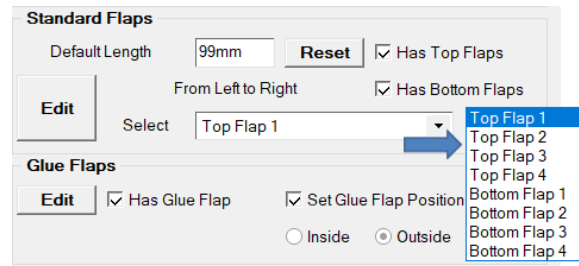 Standard Flaps
Default Length 99mm Reset Has Top Flaps
From Left to Right Has Bottom Flaps
Edit
Select Top Flap 1
Top Flap 1
Top Flap 2
Top Flap 3
Top Flap 4
Bottom Flap 1
Bottom Flap 2
Bottom Flap 3
Bottom Flap 4
Glue Flaps
Edit Has Glue Flap Set Glue Flap Position
Inside Outside